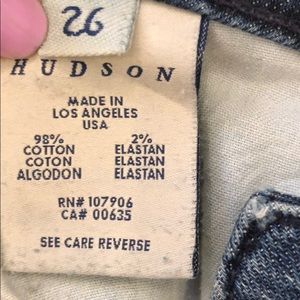 26
HUDSON
MADE IN
LOS ANGELES
USA
98% 2%
COTTON ELASTAN
COTON ELASTAN
ALGODON ELASTAN
RN# 107906
CA# 00635
SEE CARE REVERSE